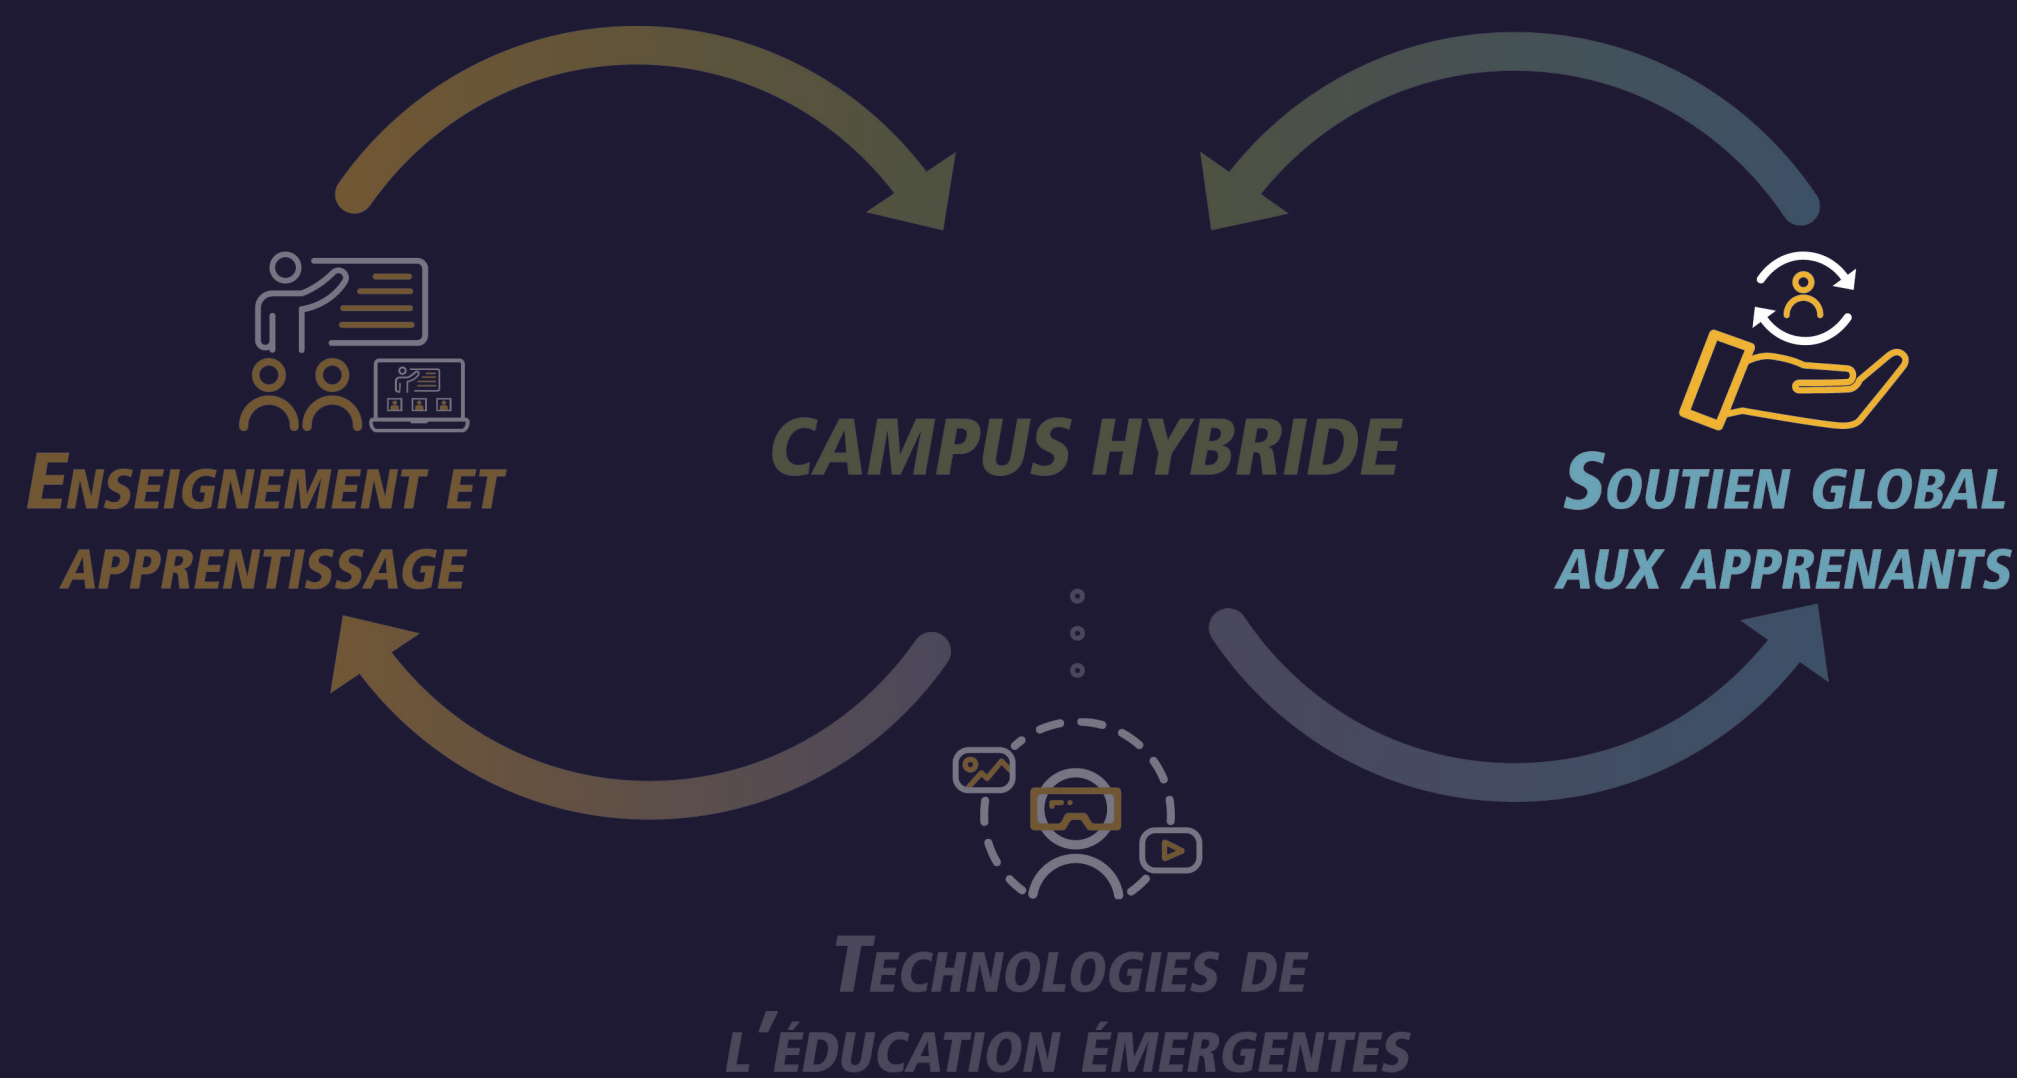 CAMPUS HYBRIDE
ENSEIGNEMENT ET
APPRENTISSAGE
SOUTIEN GLOBAL
AUX APPRENANTS
TECHNOLOGIES DE
L'ÉDUCATION ÉMERGENTES